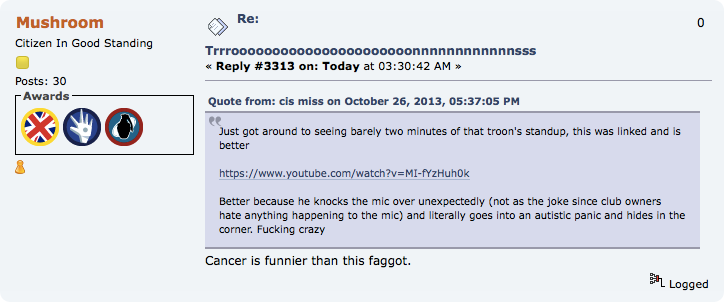 Mushroom
Citizen In Good Standing
Posts: 30
Awards
Re:
0
Trrroooooooooooooooooooooonnnnnnnnnnnnsss
« Reply #3313 on: Today at 03:30:42 AM »
Quote from: cis miss on October 26, 2013, 05:37:05 PM
Just got around to seeing barely two minutes of that troon's standup, this was linked and is
better
https://www.youtube.com/watch?v=MI-fYzHuh0k
Better because he knocks the mic over unexpectedly (not as the joke since club owners
hate anything happening to the mic) and literally goes into an autistic panic and hides in the
corner. Fucking crazy
Cancer is funnier than this faggot.
Logged